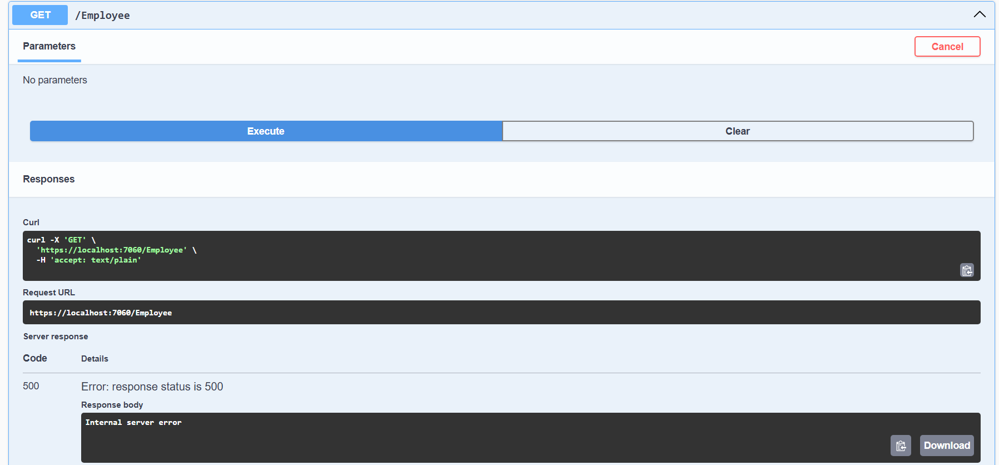 GET /Employee
Parameters
Cancel
No parameters
Execute
Clear
Responses
Curl
curl -X 'GET' \
  'https://localhost:7060/Employee' \
  -H 'accept: text/plain'
Request URL
https://localhost:7060/Employee
Server response
Code Details
500 Error: response status is 500
Response body
Internal server error
Download